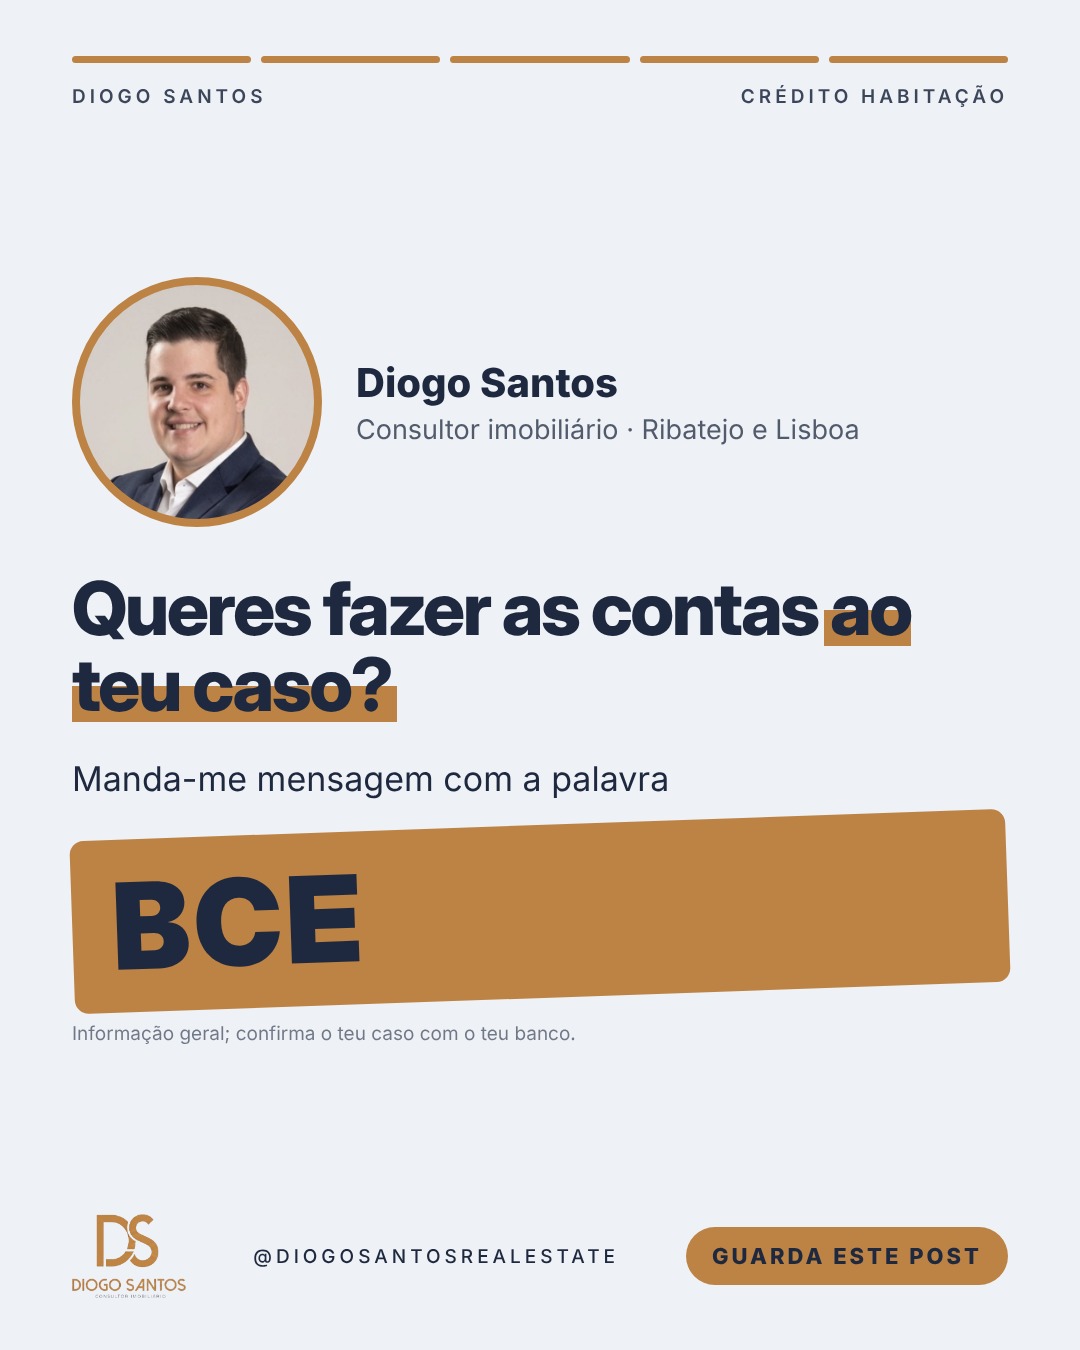 DIOGO SANTOS
CRÉDITO HABITAÇÃO
Diogo Santos
Consultor imobiliário · Ribatejo e Lisboa
Queres fazer as contas ao
teu caso?
Manda-me mensagem com a palavra
BCE
Informação geral; confirma o teu caso com o teu banco.
DS
DIOGO SANTOS
CONSULTOR IMOBILIÁRIO
@DIOGOSANTOSREALESTATE
GUARDA ESTE POST